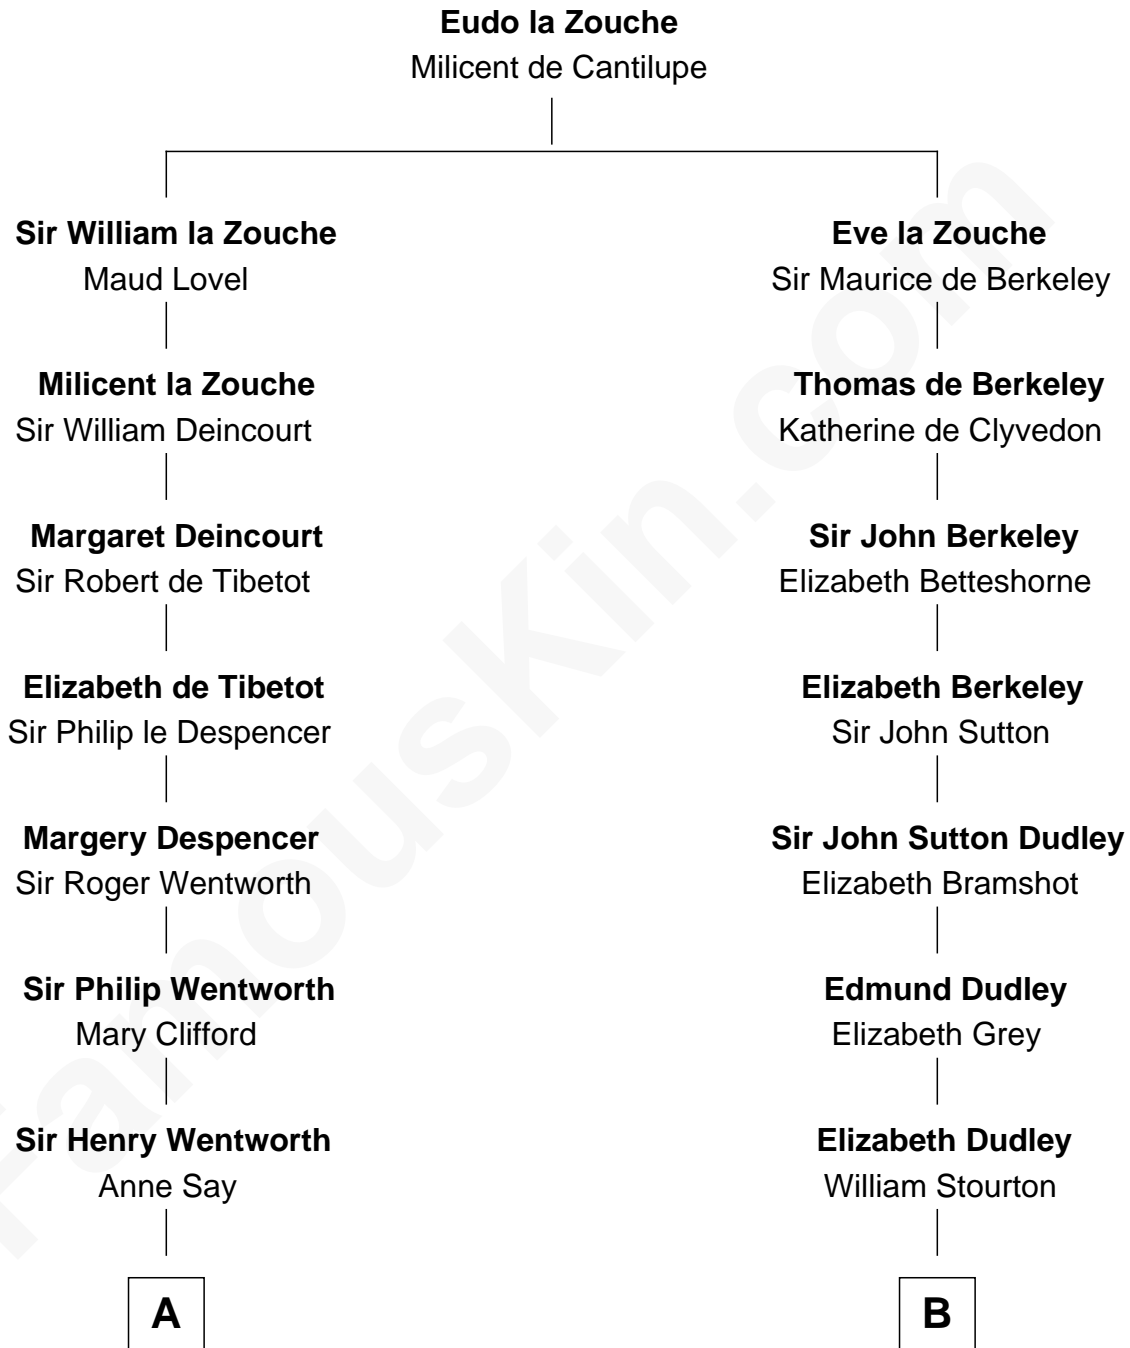 Eudo la Zouche
Milicent de Cantilupe
Sir William la Zouche
Maud Lovel
Milicent la Zouche
Sir William Deincourt
Margaret Deincourt
Sir Robert de Tibetot
Elizabeth de Tibetot
Sir Philip le Despencer
Margery Despencer
Sir Roger Wentworth
Sir Philip Wentworth
Mary Clifford
Sir Henry Wentworth
Anne Say
A
Eve la Zouche
Sir Maurice de Berkeley
Thomas de Berkeley
Katherine de Clyvedon
Sir John Berkeley
Elizabeth Betteshorne
Elizabeth Berkeley
Sir John Sutton
Sir John Sutton Dudley
Elizabeth Bramshot
Edmund Dudley
Elizabeth Grey
Elizabeth Dudley
William Stourton
B
FamousKin.com